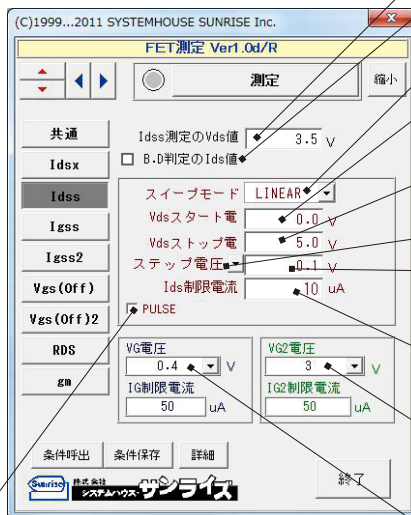 (C)1999...2011 SYSTEMHOUSE SUNRISE Inc.
FET測定 Ver1.0d/R
測定
縮小
共通
Idsx
Idss
Igss
Igss2
Vgs(Off)
Vgs(Off)2
RDS
gm
Idss測定のVds値 3.5 V
B.D判定のIds値
スイープモード LINEAR
Vdsスタート電 0.0 V
Vdsストップ電 5.0 V
ステップ電圧 0.1 V
Ids制限電流 10 uA
PULSE
VG電圧
0.4 V
IG制限電流
50 uA
VG2電圧
3 V
IG2制限電流
50 uA
条件呼出 条件保存 詳細
Sunrise 株式会社 システムハウス・サンライズ
終了